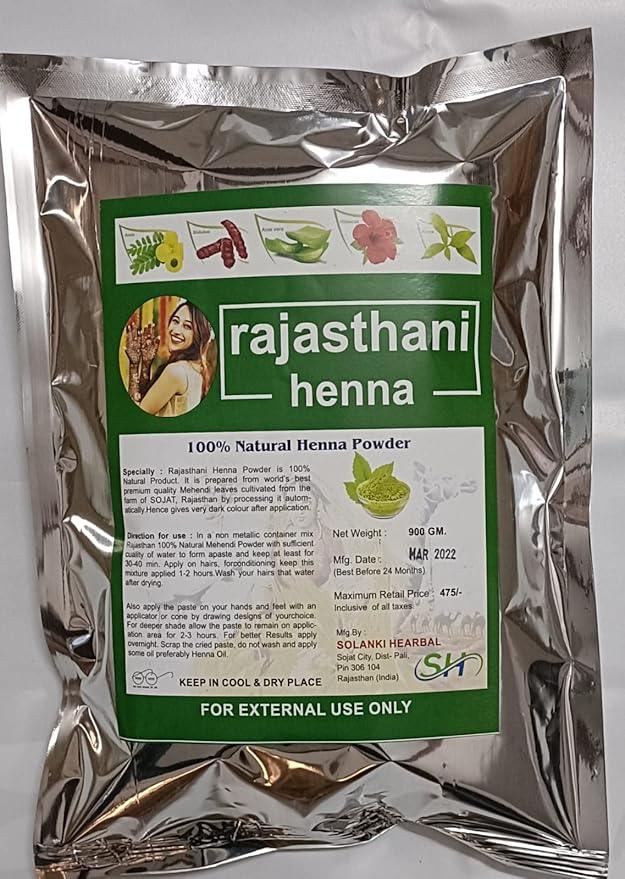 Shikakai
Aloe vera
Hibiscus
rajasthani
henna
100% Natural Henna Powder
Specially : Rajasthani Henna Powder is 100%
Natural Product. It is prepared from world's best
premium quality Mehendi leaves cultivated from the
farm of SOJAT, Rajasthan by processing it autom-
atically.Hence gives very dark colour after application.
Direction for use : In a non metallic container mix
Rajasthan 100% Natural Mehendi Powder with sufficient
cuality of water to form apaste and keep at least for
30-40 min. Apply on hairs, forconditioning keep this
mixture applied 1-2 hours.Wash your hairs that water
after drying.
Also apply the paste on your hands and feel with an
applicator or cone by drawing designs of yourchoice.
For deeper shade allow the paste to remain on applic-
ation area for 2-3 hours. For better Results apply
overnight. Scrap the cried paste, do not wash and apply
some oil preferably Henna Oil.
KEEP IN COOL & DRY PLACE
Net Weight : 900 GM.
Mfg. Date : MAR 2022
(Best Before 24 Months)
Maximum Retail Price : 475/-
Inclusive of all taxes
Mfg.By :
SOLANKI HEARBAL
Sojat City, Dist- Pali,
Pin 306 104
Rajasthan (India)
SH
FOR EXTERNAL USE ONLY